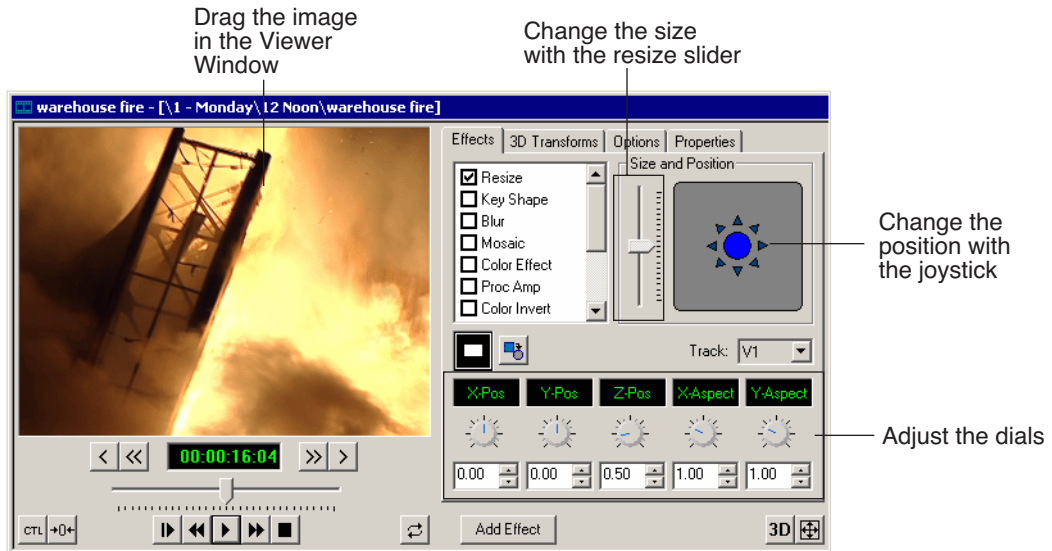 Drag the image
in the Viewer
Window
Change the size
with the resize slider
warehouse fire - [\1 - Monday\12 Noon\warehouse fire]
Effects 3D Transforms Options Properties
Size and Position
Resize
Key Shape
Blur
Mosaic
Color Effect
Proc Amp
Color Invert
Change the
position with
the joystick
Track: V1
X-Pos Y-Pos Z-Pos X-Aspect Y-Aspect
Adjust the dials
0.00 0.00 0.50 1.00 1.00
00:00:16:04
CTL →0← Add Effect 3D